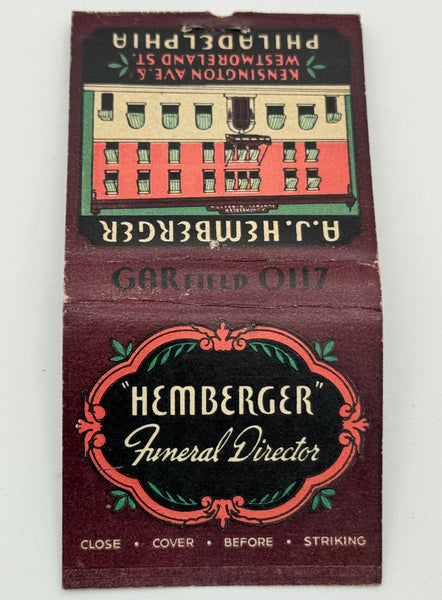 KENSINGTON AVE. &
WESTMORELAND ST.
PHILADELPHIA
A.J. HEMBERGER
GARFIELD 0117
"HEMBERGER"
Funeral Director
CLOSE • COVER • BEFORE • STRIKING